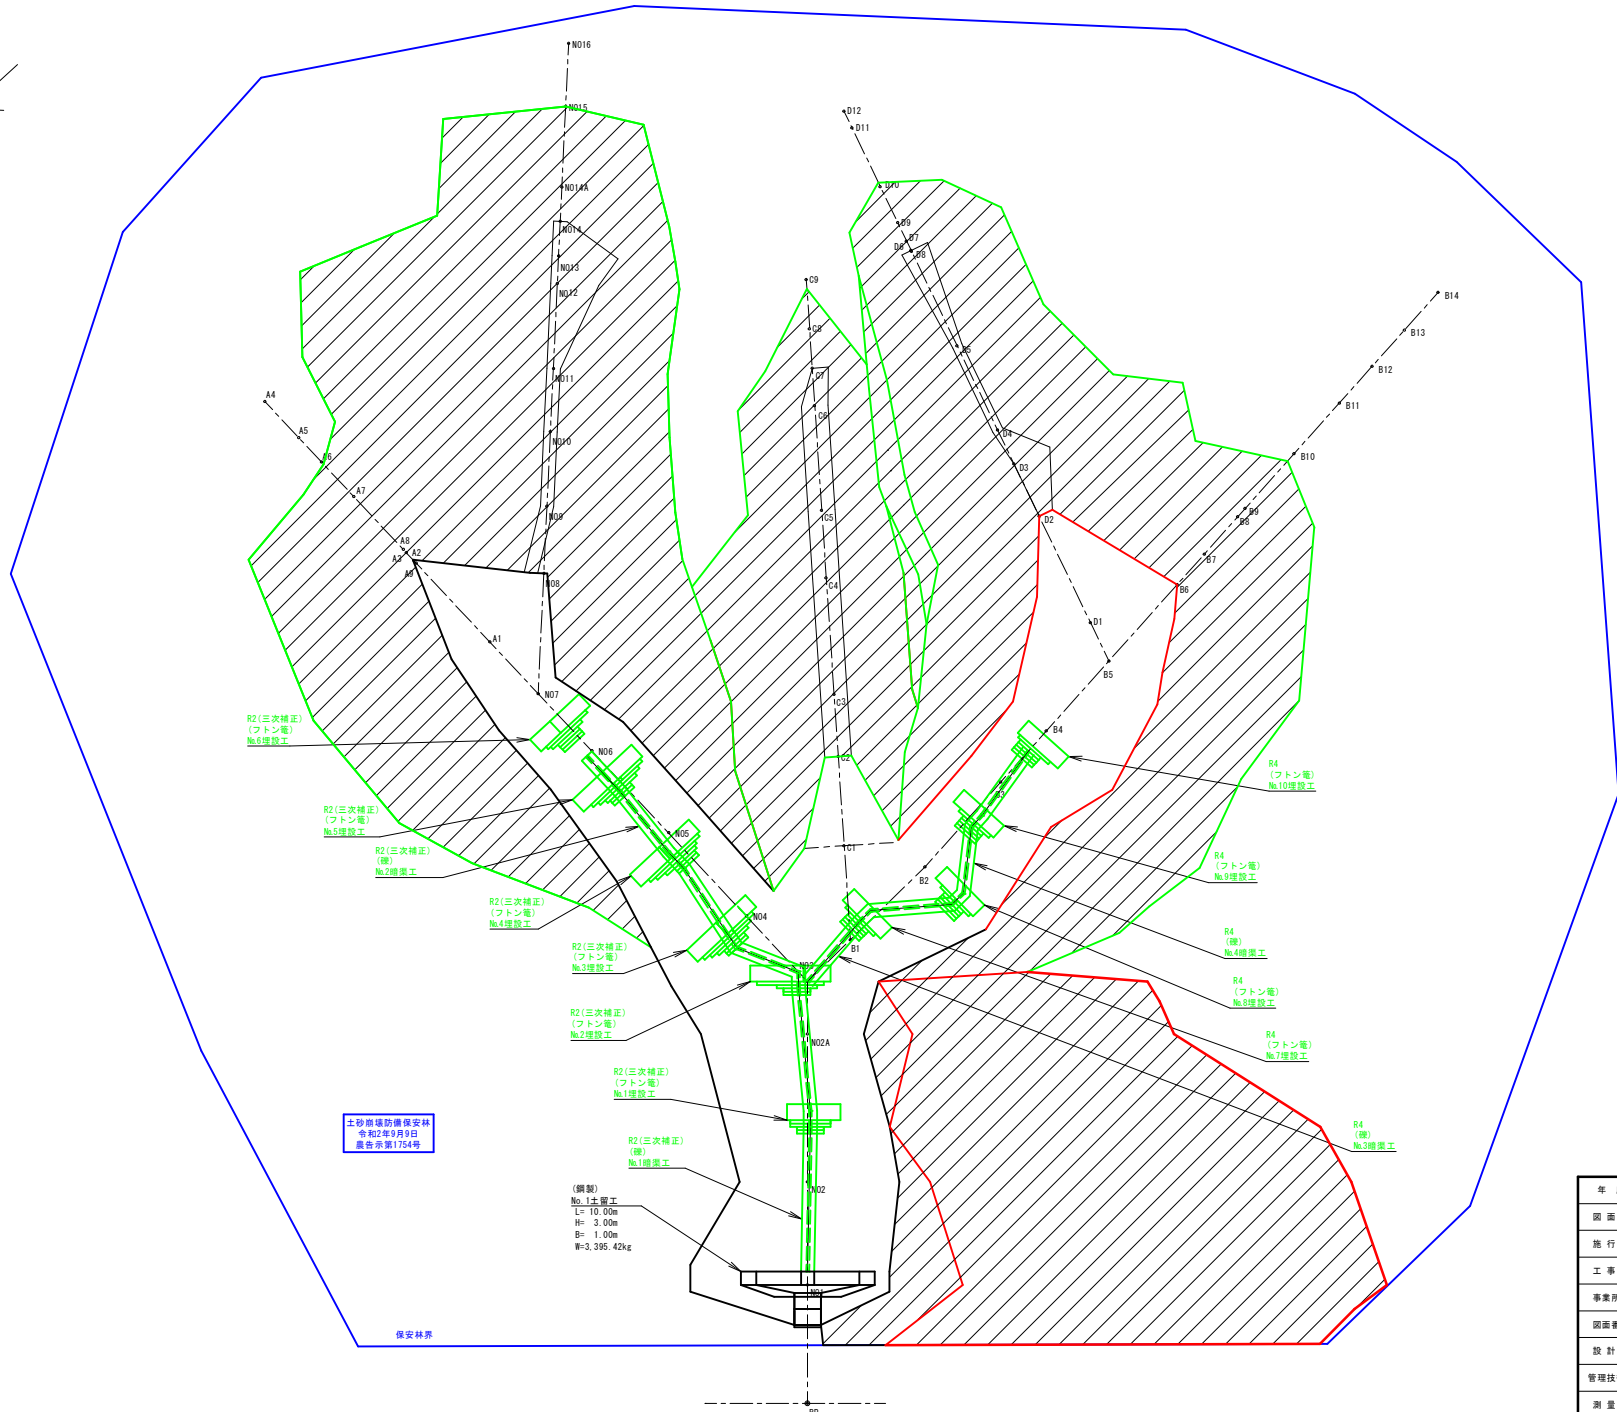 NO16
NO15
NO14A
NO14
NO13
NO12
NO11
NO10
NO9
NO8
NO7
NO6
NO5
NO4
NO3
NO2A
NO2
NO1
BP
A4
A5
A6
A7
A8
A3
A2
A9
A1
D12
D11
D10
D9
D7
D6
D8
D5
D4
D3
D2
D1
C9
C8
C7
C6
C5
C4
C3
C2
C1
B14
B13
B12
B11
B10
B9
B8
B7
B6
B5
B4
B3
B2
B1
R2(三次補正)
(フトン篭)
No.6埋設工
R2(三次補正)
(フトン篭)
No.5埋設工
R2(三次補正)
(礫)
No.2暗渠工
R2(三次補正)
(フトン篭)
No.4埋設工
R2(三次補正)
(フトン篭)
No.3埋設工
R2(三次補正)
(フトン篭)
No.2埋設工
R2(三次補正)
(フトン篭)
No.1埋設工
R2(三次補正)
(礫)
No.1暗渠工
(鋼製)
No.1土留工
L= 10.00m
H= 3.00m
B= 1.00m
W=3,395.42kg
R4
(フトン篭)
No.10埋設工
R4
(フトン篭)
No.9埋設工
R4
(礫)
No.4暗渠工
R4
(フトン篭)
No.8埋設工
R4
(フトン篭)
No.7埋設工
R4
(礫)
No.3暗渠工
土砂崩壊防備保安林
令和2年9月9日
農告示第1754号
保安林界
年
図面
施行
工事
事業所
図面番
設計
管理技
測量